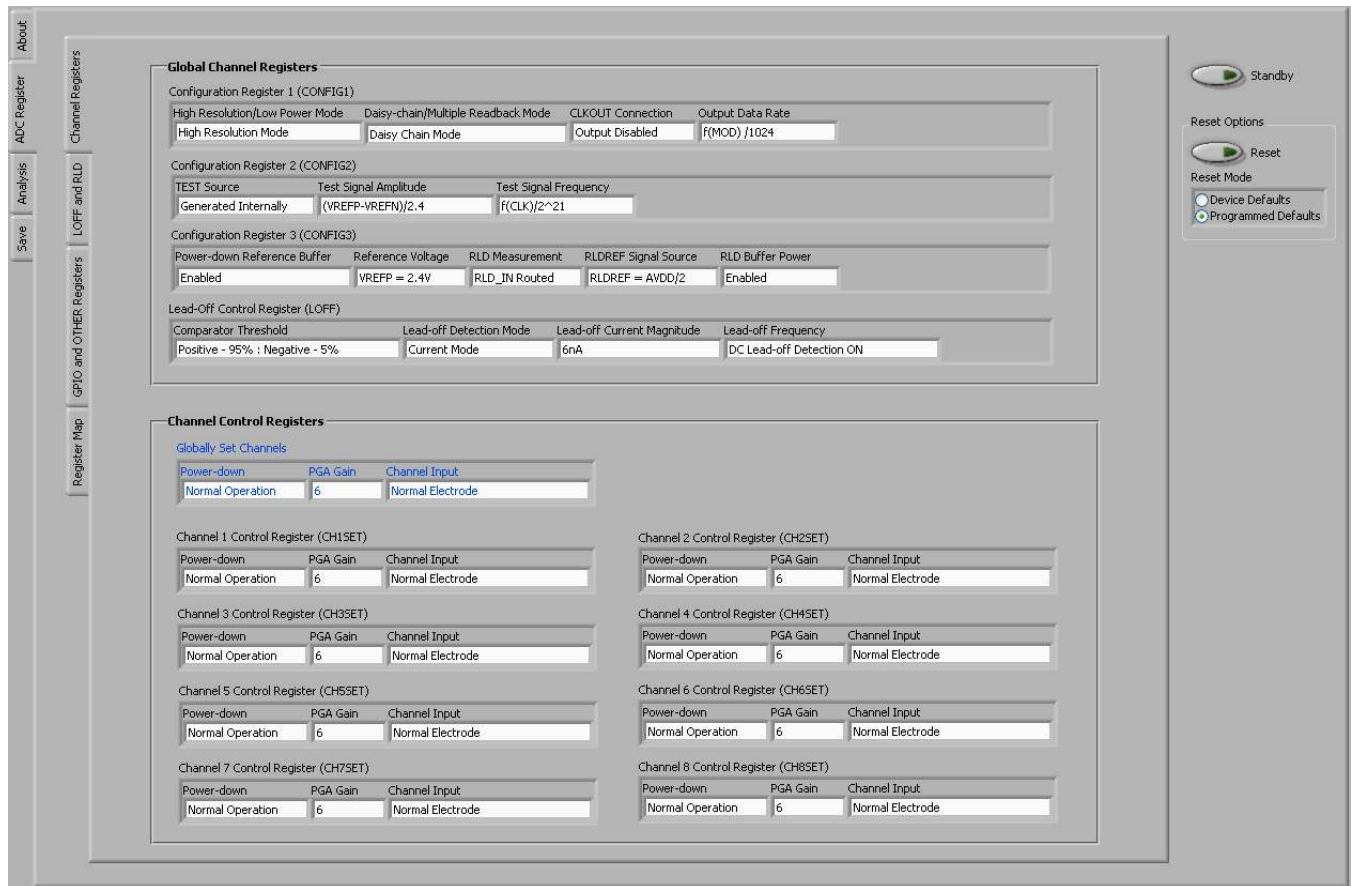 About
ADC Register
Analysis
Save
Channel Registers
LOFF and RLD
GPIO and OTHER Registers
Register Map
Global Channel Registers
Configuration Register 1 (CONFIG1)
High Resolution/Low Power Mode Daisy-chain/Multiple Readback Mode CLKOUT Connection Output Data Rate
High Resolution Mode Daisy Chain Mode Output Disabled f(MOD) /1024
Configuration Register 2 (CONFIG2)
TEST Source Test Signal Amplitude Test Signal Frequency
Generated Internally (VREFP-VREFN)/2.4 f(CLK)/2^21
Configuration Register 3 (CONFIG3)
Power-down Reference Buffer Reference Voltage RLD Measurement RLDREF Signal Source RLD Buffer Power
Enabled VREFP = 2.4V RLD_IN Routed RLDREF = AVDD/2 Enabled
Lead-Off Control Register (LOFF)
Comparator Threshold Lead-off Detection Mode Lead-off Current Magnitude Lead-off Frequency
Positive - 95% : Negative - 5% Current Mode 6nA DC Lead-off Detection ON
Channel Control Registers
Globally Set Channels
Power-down PGA Gain Channel Input
Normal Operation 6 Normal Electrode
Channel 1 Control Register (CH1SET)
Power-down PGA Gain Channel Input
Normal Operation 6 Normal Electrode
Channel 2 Control Register (CH2SET)
Power-down PGA Gain Channel Input
Normal Operation 6 Normal Electrode
Channel 3 Control Register (CH3SET)
Power-down PGA Gain Channel Input
Normal Operation 6 Normal Electrode
Channel 4 Control Register (CH4SET)
Power-down PGA Gain Channel Input
Normal Operation 6 Normal Electrode
Channel 5 Control Register (CH5SET)
Power-down PGA Gain Channel Input
Normal Operation 6 Normal Electrode
Channel 6 Control Register (CH6SET)
Power-down PGA Gain Channel Input
Normal Operation 6 Normal Electrode
Channel 7 Control Register (CH7SET)
Power-down PGA Gain Channel Input
Normal Operation 6 Normal Electrode
Channel 8 Control Register (CH8SET)
Power-down PGA Gain Channel Input
Normal Operation 6 Normal Electrode
Standby
Reset Options
Reset
Reset Mode
Device Defaults
Programmed Defaults